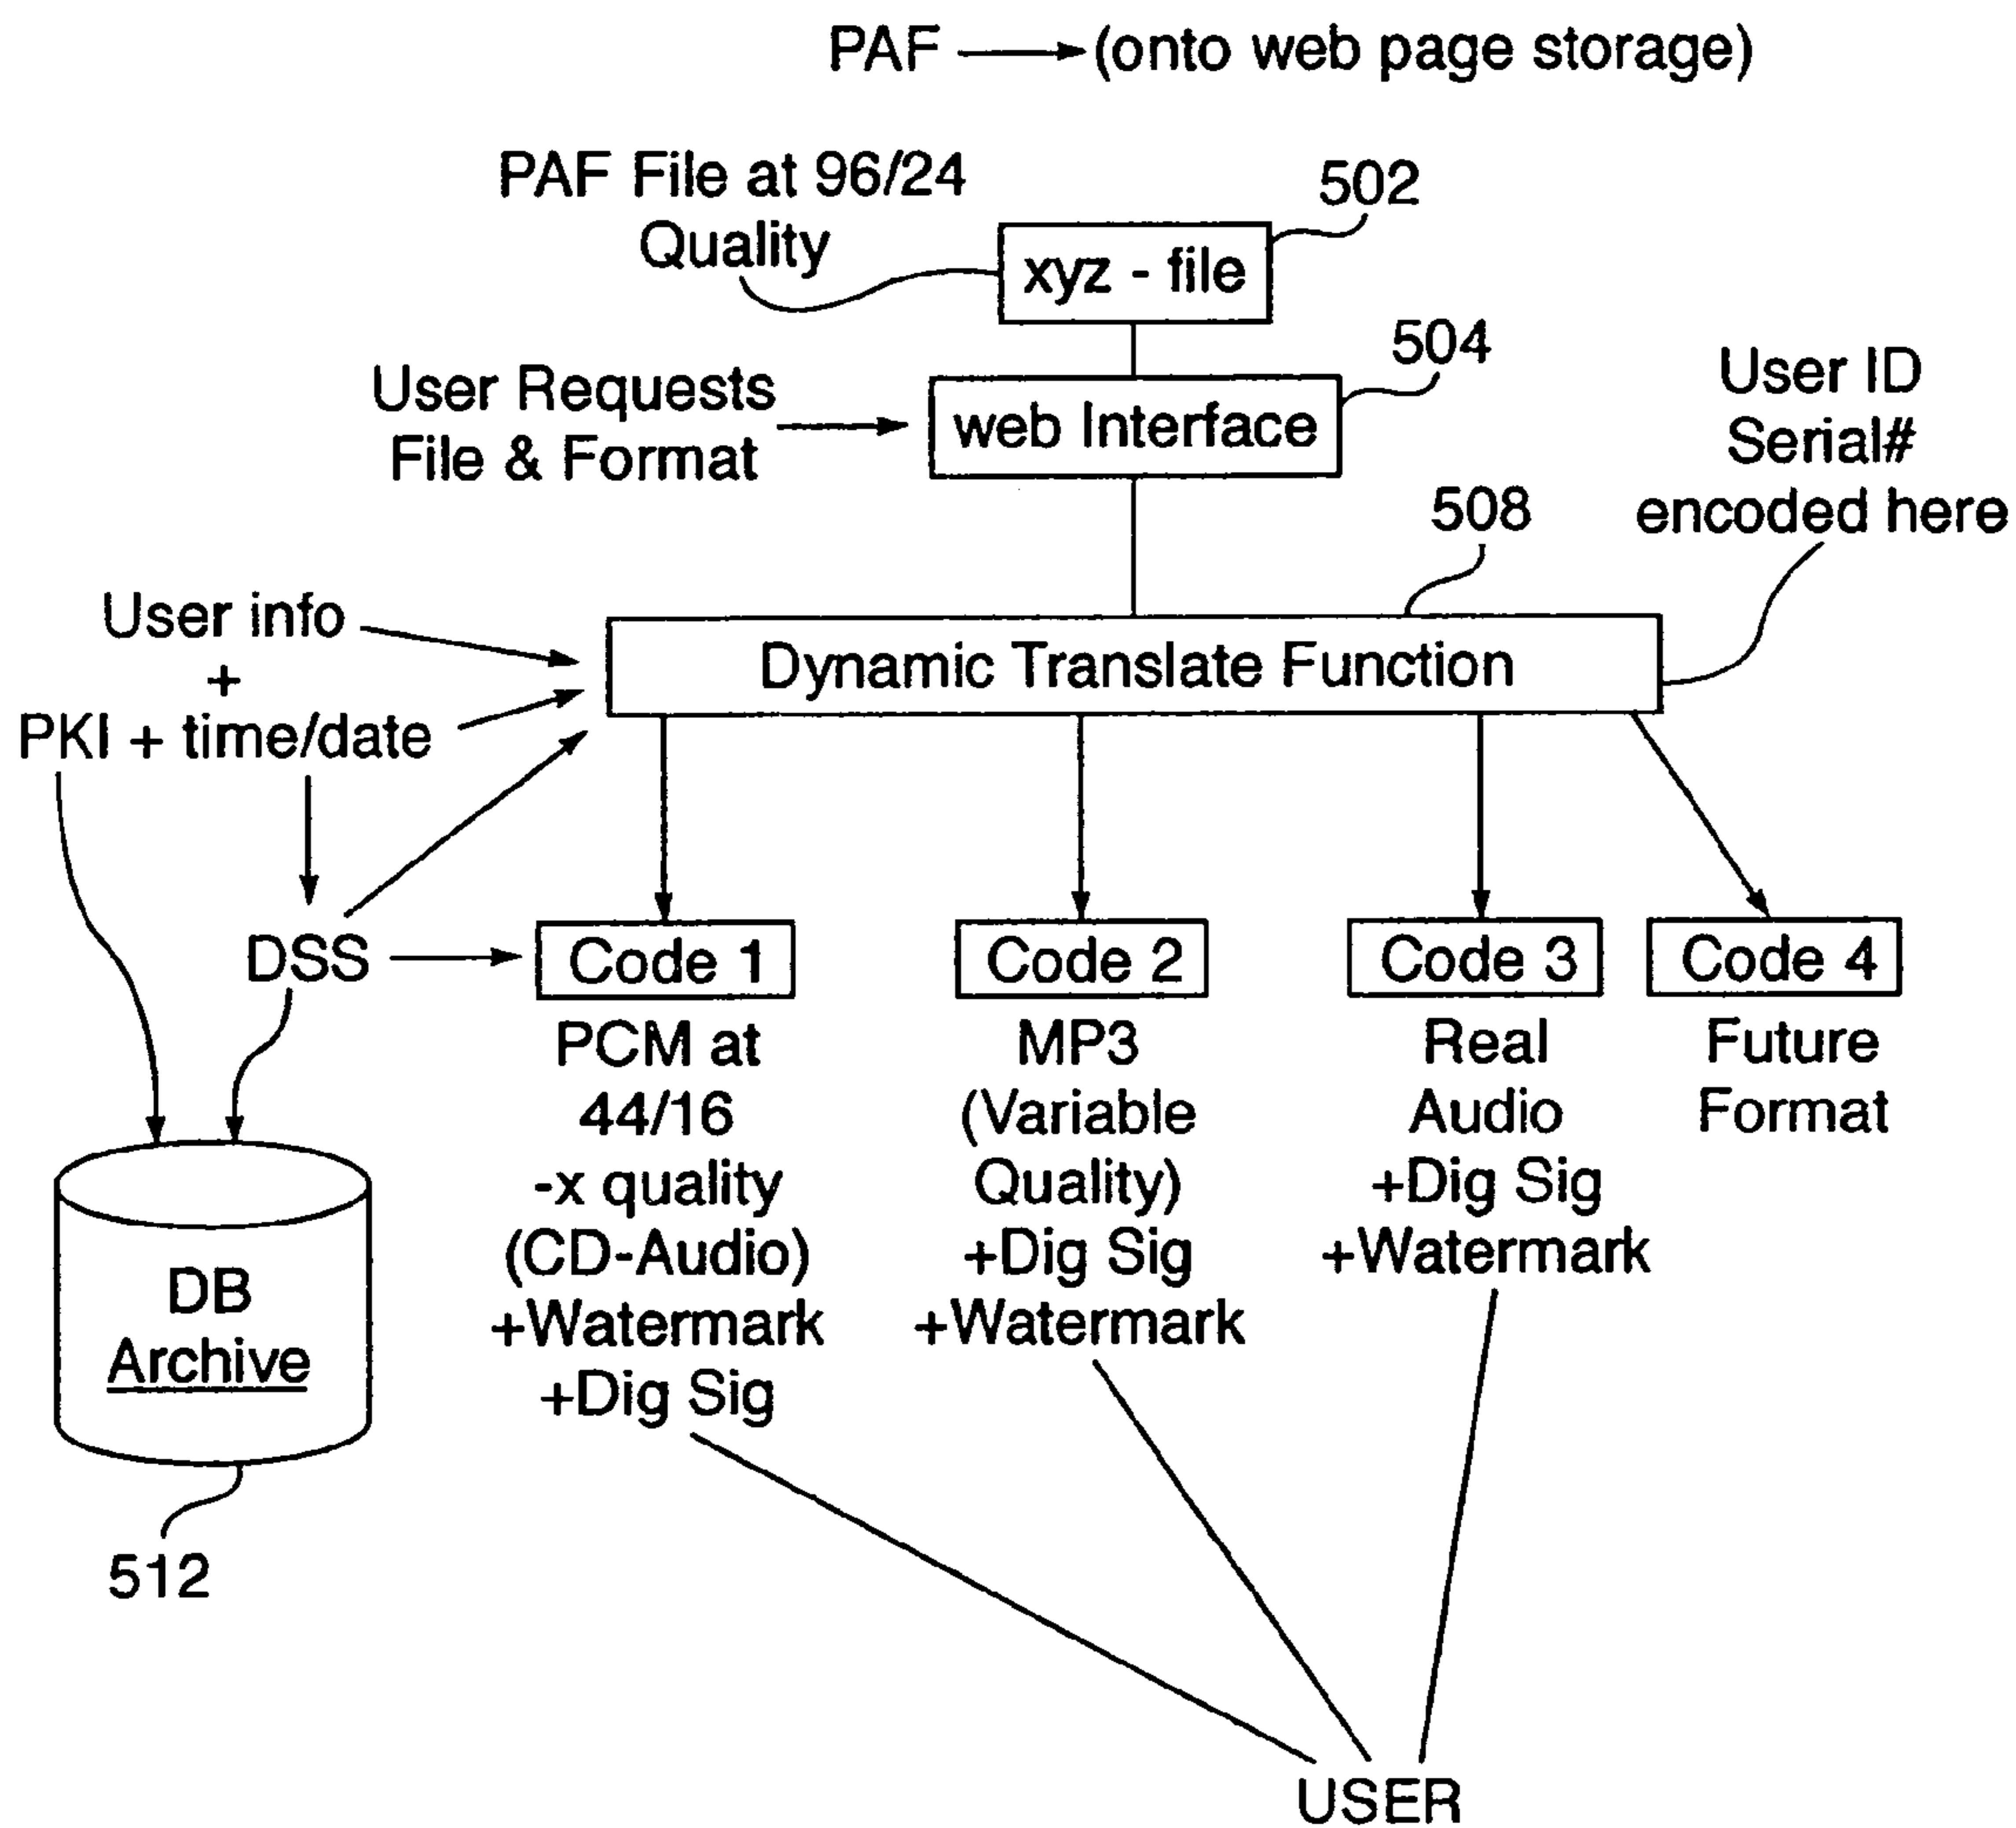 PAF (onto web page storage)
PAF File at 96/24
Quality
502
xyz - file
504
User Requests
File & Format
web Interface
User ID
Serial#
encoded here
508
User info
+
PKI + time/date
Dynamic Translate Function
DSS
Code 1
Code 2
Code 3
Code 4
PCM at
44/16
-x quality
(CD-Audio)
+Watermark
+Dig Sig
MP3
(Variable
Quality)
+Dig Sig
+Watermark
Real
Audio
+Dig Sig
+Watermark
Future
Format
DB
Archive
512
USER